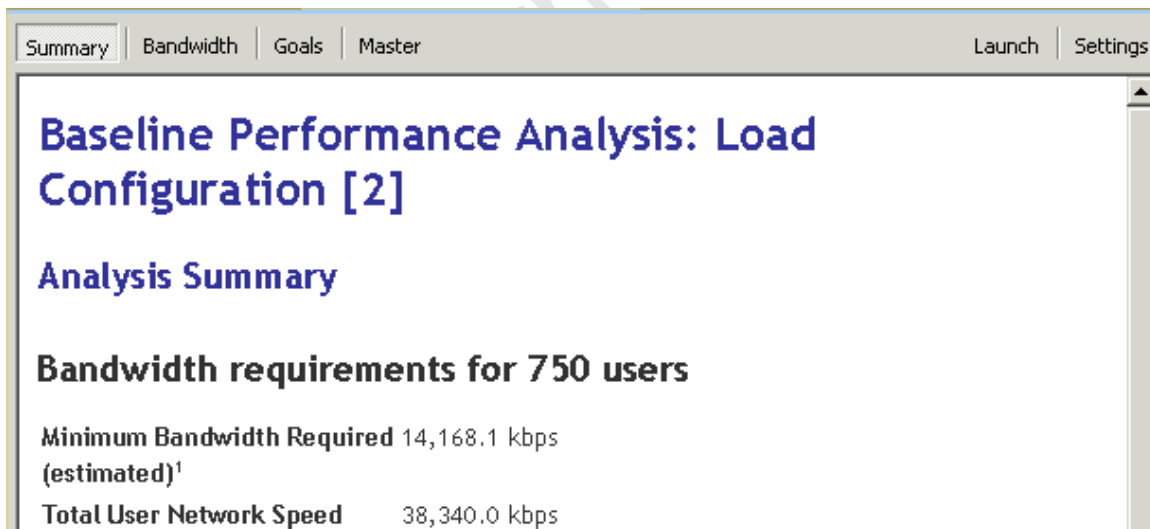 Summary Bandwidth Goals Master Launch Settings
Baseline Performance Analysis: Load
Configuration [2]
Analysis Summary
Bandwidth requirements for 750 users
Minimum Bandwidth Required 14,168.1 kbps
(estimated)¹
Total User Network Speed 38,340.0 kbps